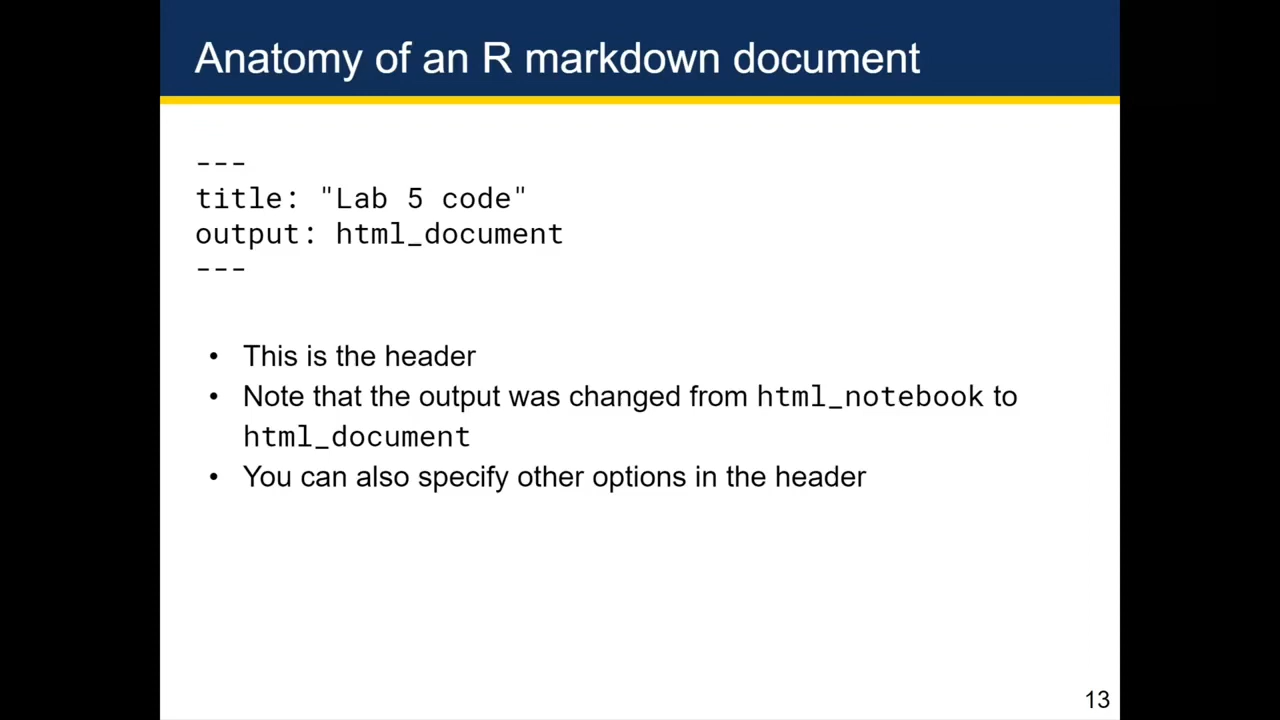 Anatomy of an R markdown document
---
title: "Lab 5 code"
output: html_document
---
• This is the header
• Note that the output was changed from html_notebook to
html_document
• You can also specify other options in the header
13